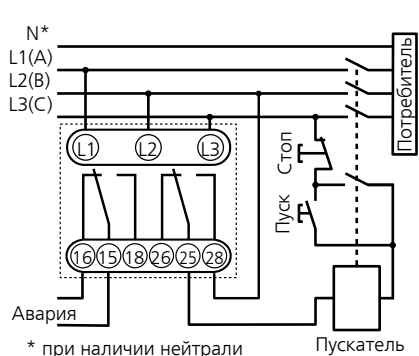 N*
L1(A)
L2(B)
L3(C)
Потребитель
L1 L2 L3
Стоп
Пуск
16 15 18 26 25 28
Авария
Пускатель
* при наличии нейтрали